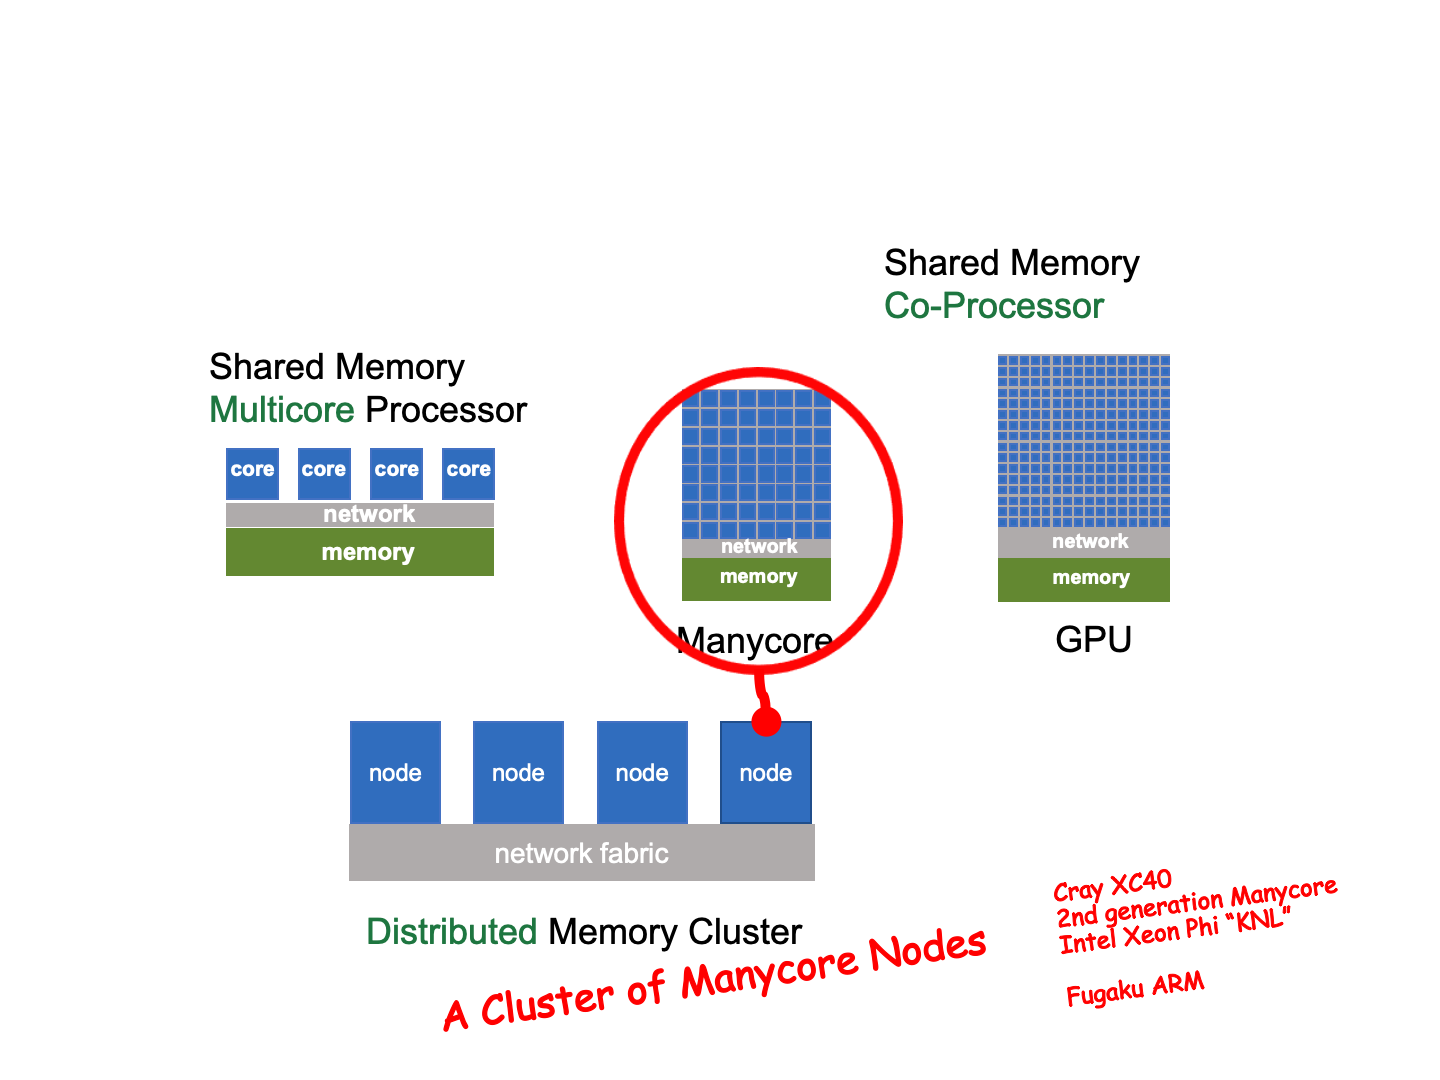 Shared Memory
Co-Processor
Shared Memory
Multicore Processor
core core core core
network
memory
network
memory
Manycore
network
memory
GPU
node node node node
network fabric
Distributed Memory Cluster
A Cluster of Manycore Nodes
Cray XC40
2nd generation Manycore
Intel Xeon Phi “KNL”
Fugaku ARM